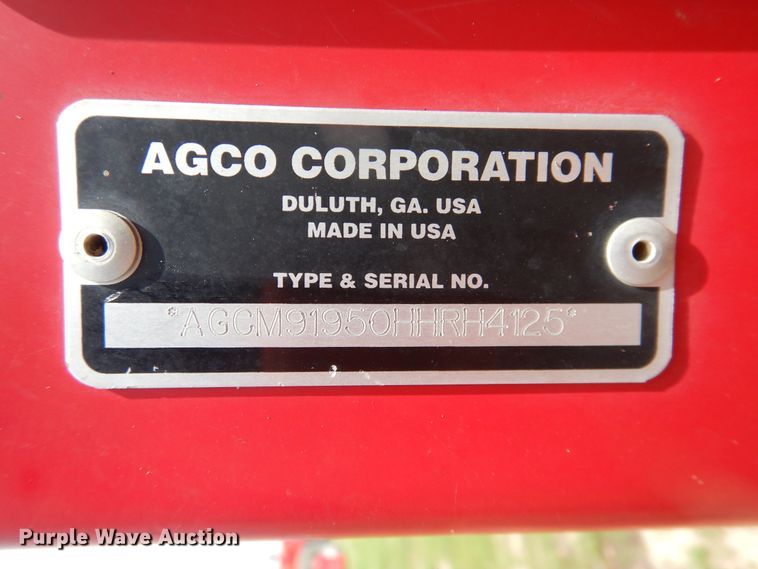 AGCO CORPORATION
DULUTH, GA. USA
MADE IN USA
TYPE & SERIAL NO.
*AGCM91950HHRH4125*
Purple Wave Auction